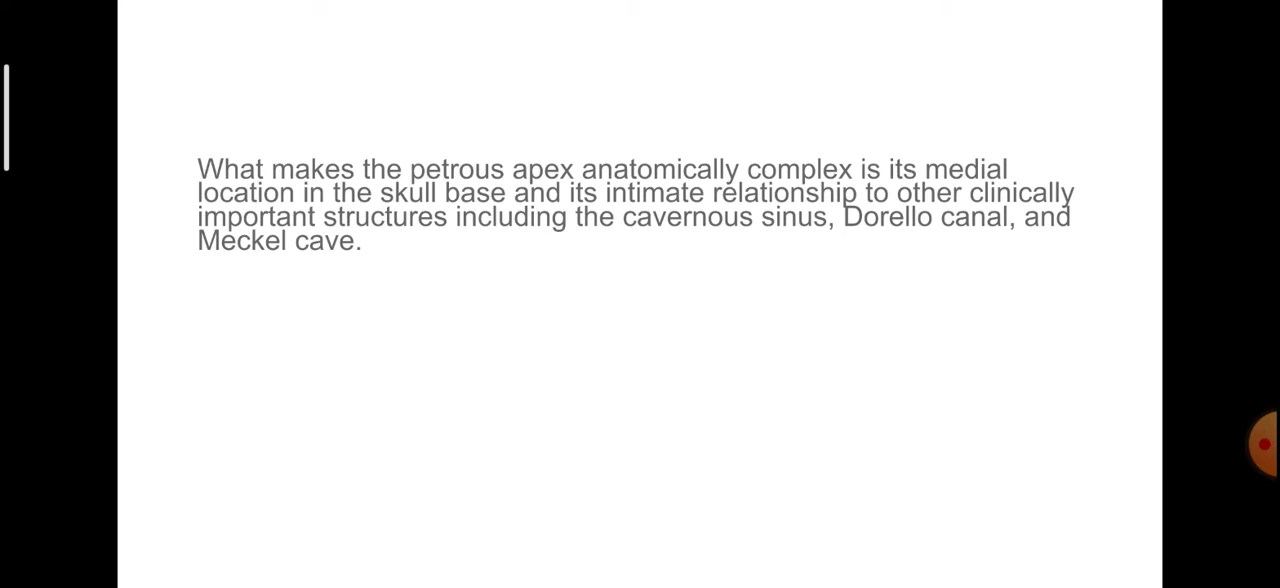 What makes the petrous apex anatomically complex is its medial
location in the skull base and its intimate relationship to other clinically
important structures including the cavernous sinus, Dorello canal, and
Meckel cave.